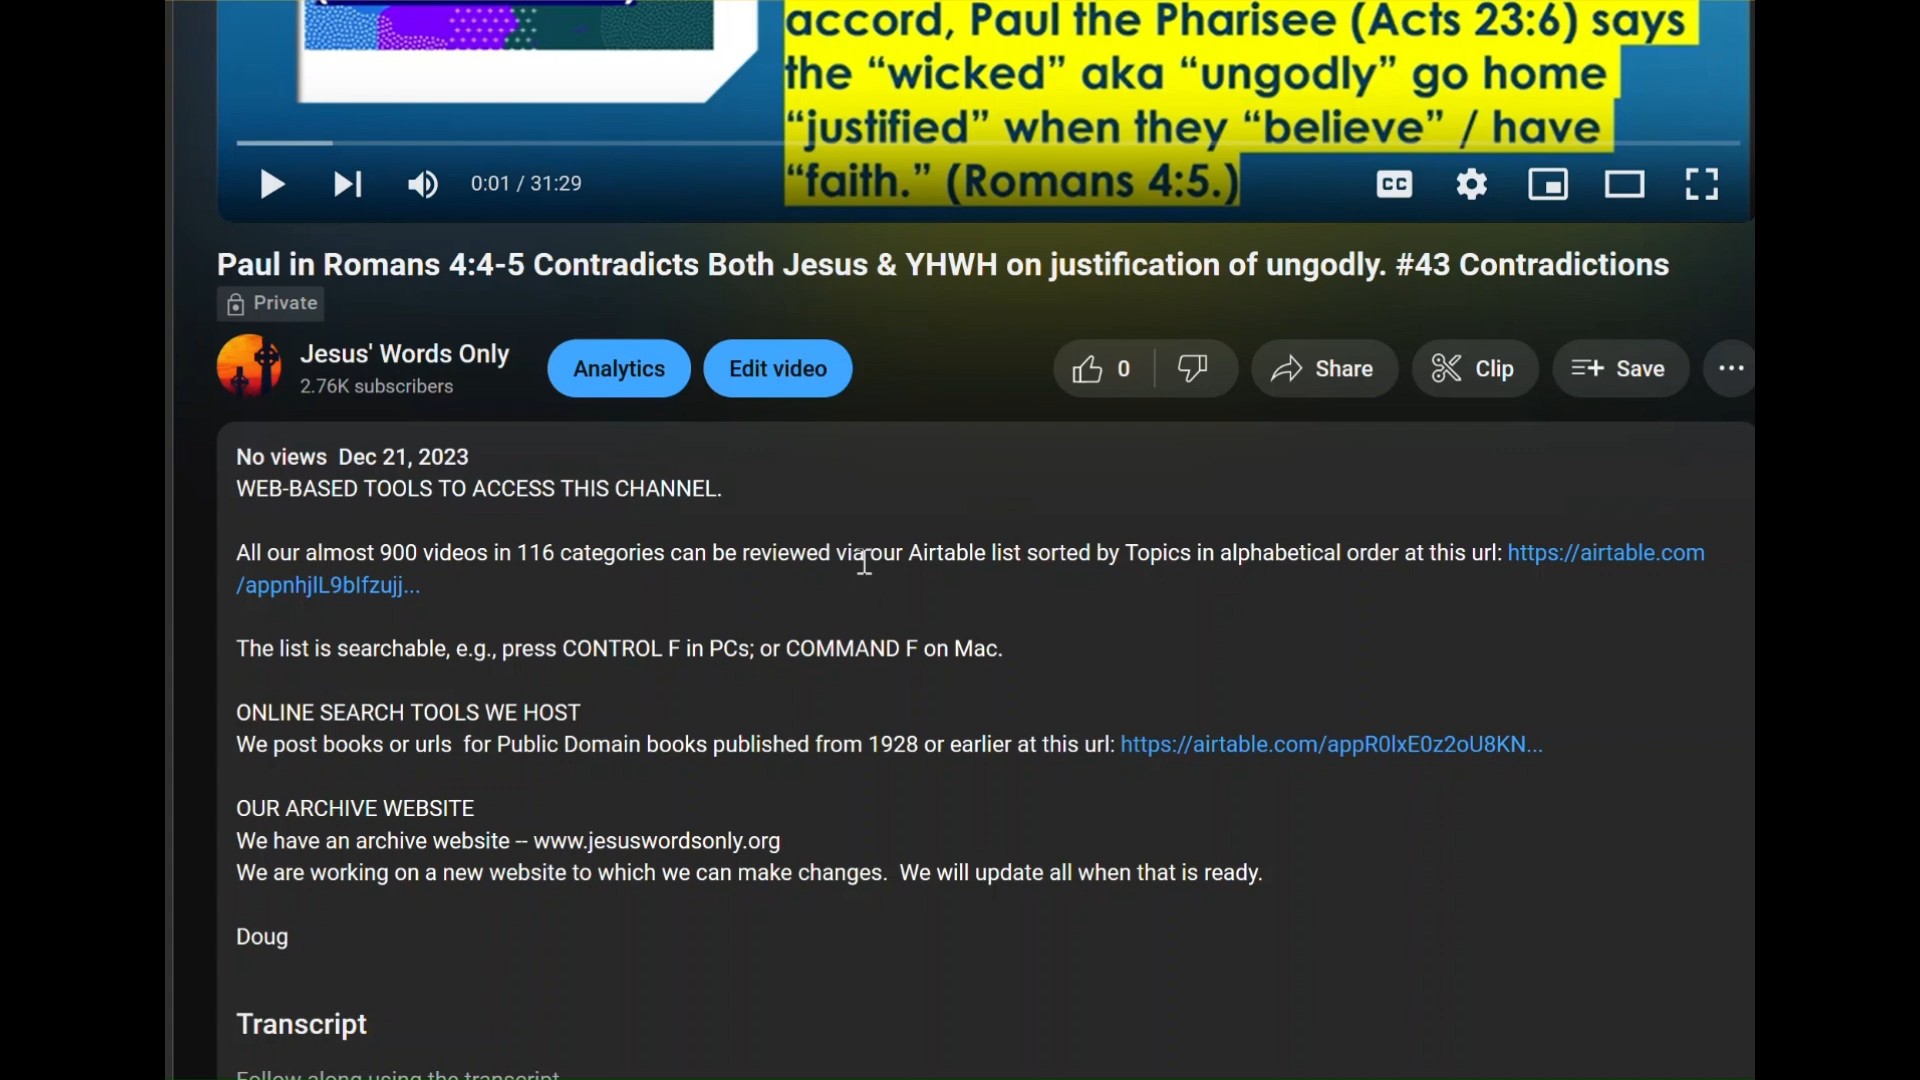 accord, Paul the Pharisee (Acts 23:6) says
the “wicked” aka “ungodly” go home
“justified” when they “believe” / have
“faith.” (Romans 4:5.)
0:01 / 31:29
CC
Paul in Romans 4:4-5 Contradicts Both Jesus & YHWH on justification of ungodly. #43 Contradictions
Private
Jesus' Words Only
2.76K subscribers
Analytics
Edit video
0
Share
Clip
Save
No views  Dec 21, 2023
WEB-BASED TOOLS TO ACCESS THIS CHANNEL.
All our almost 900 videos in 116 categories can be reviewed via our Airtable list sorted by Topics in alphabetical order at this url: https://airtable.com
/appnhjlL9bIfzujj...
The list is searchable, e.g., press CONTROL F in PCs; or COMMAND F on Mac.
ONLINE SEARCH TOOLS WE HOST
We post books or urls  for Public Domain books published from 1928 or earlier at this url: https://airtable.com/appR0lxE0z2oU8KN...
OUR ARCHIVE WEBSITE
We have an archive website -- www.jesuswordsonly.org
We are working on a new website to which we can make changes.  We will update all when that is ready.
Doug
Transcript
Follow along using the transcript.